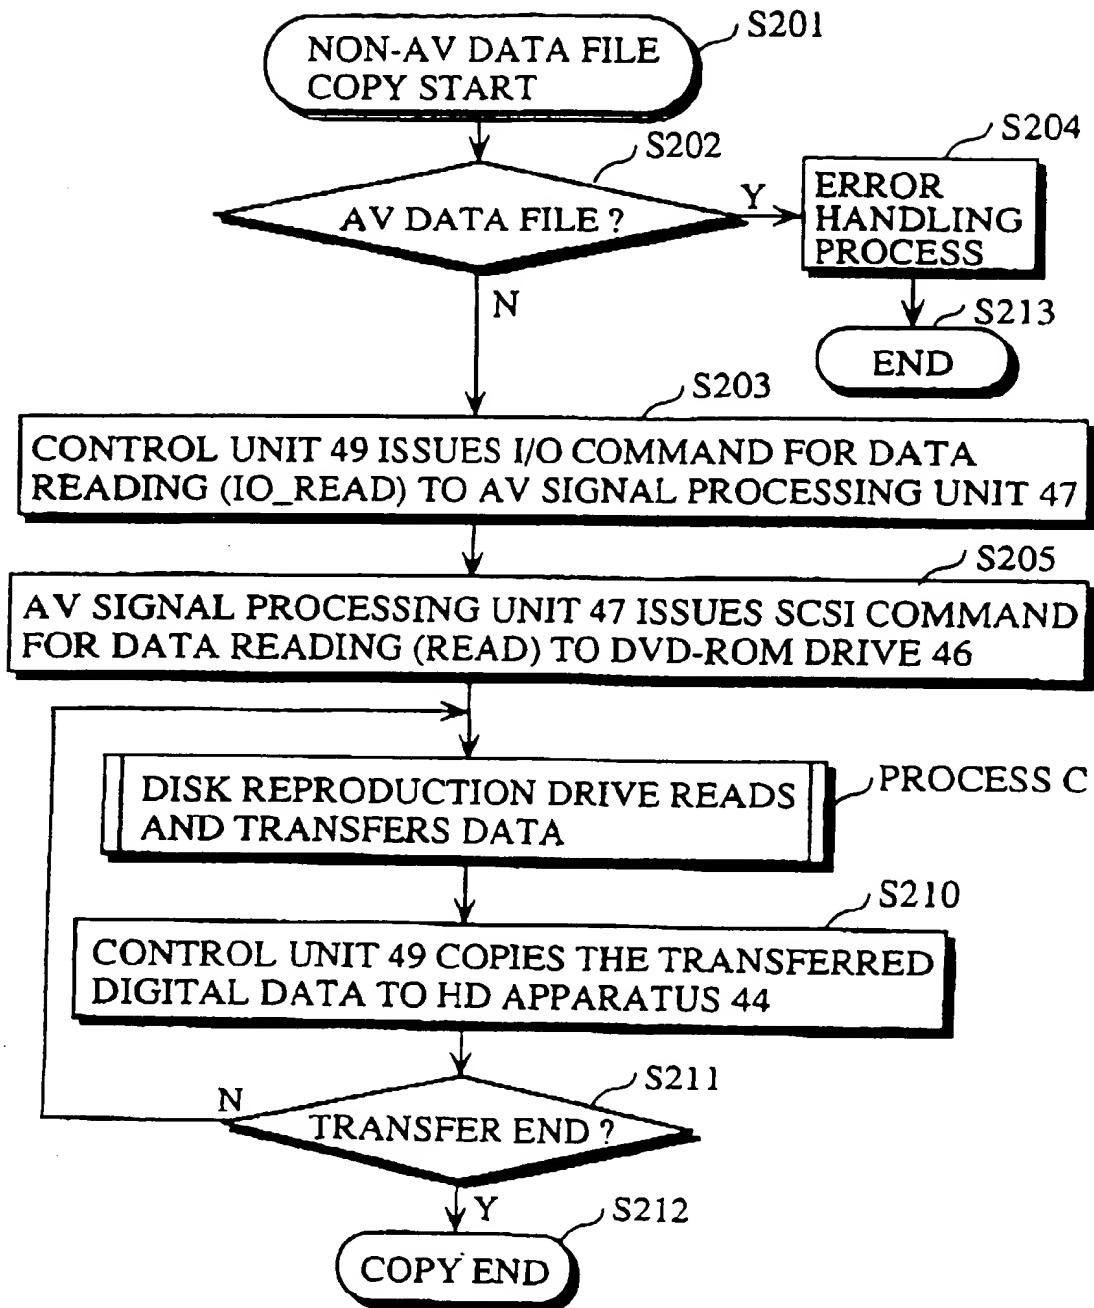 S201
NON-AV DATA FILE
COPY START
S202
AV DATA FILE ?
Y
S204
ERROR
HANDLING
PROCESS
N
S213
END
S203
CONTROL UNIT 49 ISSUES I/O COMMAND FOR DATA
READING (IO_READ) TO AV SIGNAL PROCESSING UNIT 47
S205
AV SIGNAL PROCESSING UNIT 47 ISSUES SCSI COMMAND
FOR DATA READING (READ) TO DVD-ROM DRIVE 46
PROCESS C
DISK REPRODUCTION DRIVE READS
AND TRANSFERS DATA
S210
CONTROL UNIT 49 COPIES THE TRANSFERRED
DIGITAL DATA TO HD APPARATUS 44
S211
N
TRANSFER END ?
Y
S212
COPY END